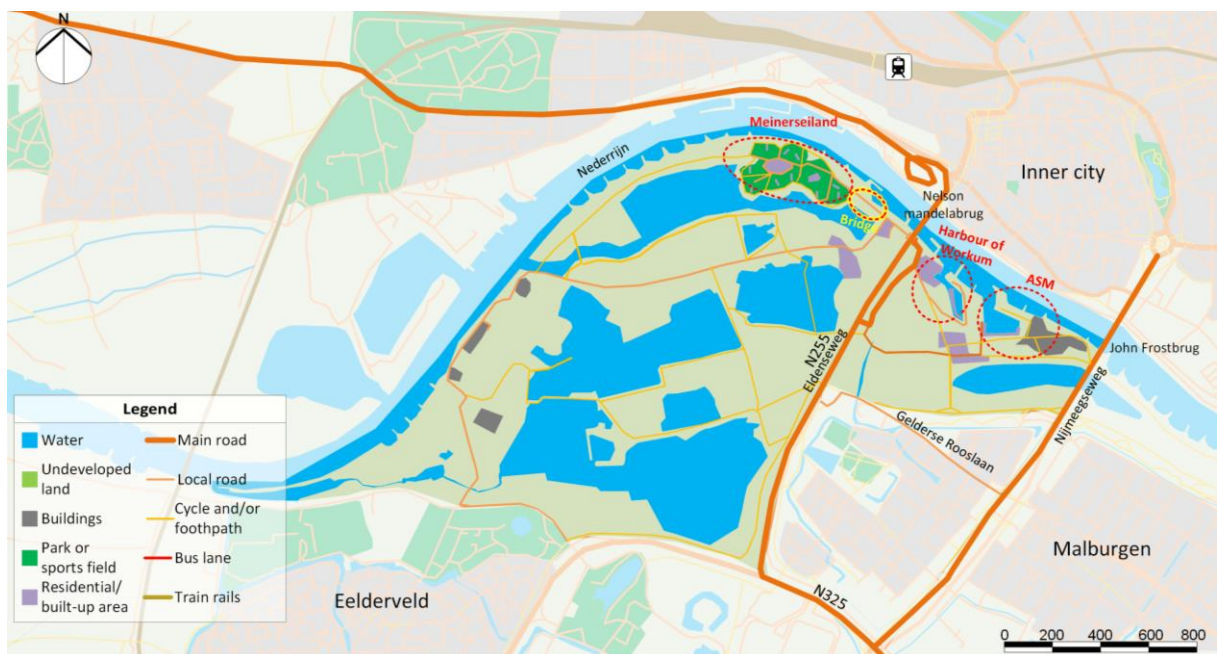 N
Meinerseiland
Nederrijn
Inner city
Nelson
mandelabrug
Bridge
Harbour of
Workum
ASM
John Frostbrug
N255
Eldenseweg
Nijmeegseweg
Gelderse Rooslaan
Malburgen
Eelderveld
N325
Legend
Water
Main road
Undeveloped
land
Local road
Buildings
Cycle and/or
footpath
Park or
sports field
Bus lane
Residential/
built-up area
Train rails
0 200 400 600 800